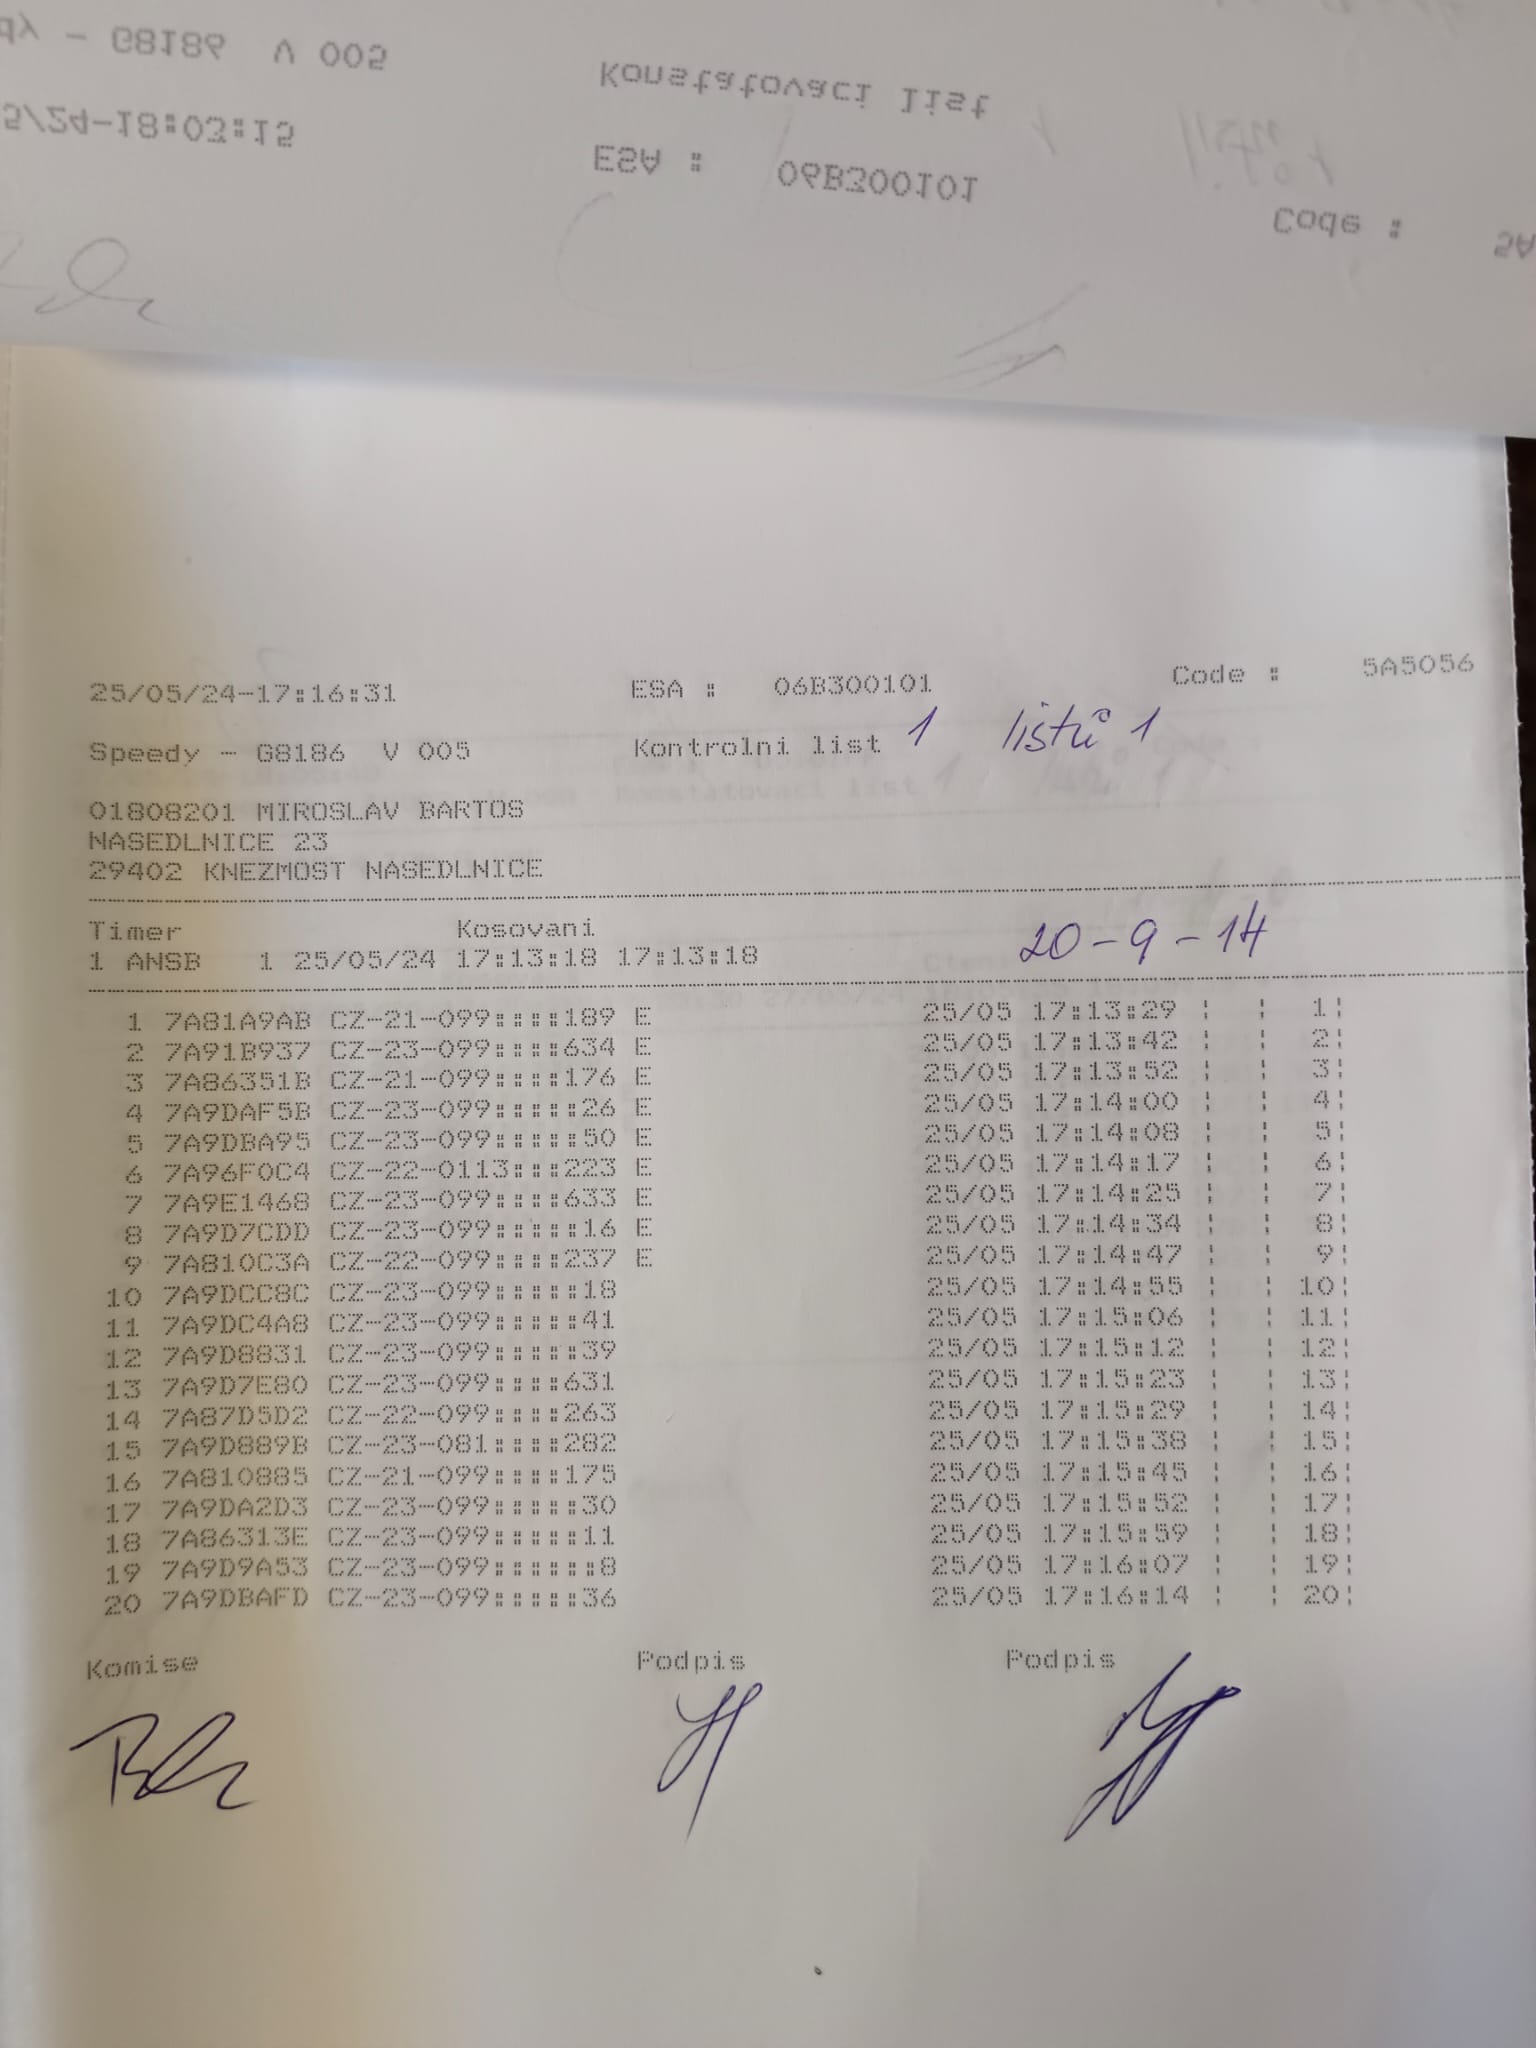 dy - G8186 V 005
Konstatovaci list 1
5/24-18:03:15
ESA : 06B300101
Code : 5A
25/05/24-17:16:31 ESA : 06B300101 Code : 5A5056
Speedy - G8186 V 005 Kontrolni list 1 listů 1
01808201 MIROSLAV BARTOS
NASEDLNICE 23
29402 KNEZMOST NASEDLNICE
Timer Kosovani
1 ANSB 1 25/05/24 17:13:18 17:13:18 20-9-14
1 7A81A9AB CZ-21-099::::189 E 25/05 17:13:29 ¦ ¦ 1¦
2 7A91B937 CZ-23-099::::634 E 25/05 17:13:42 ¦ ¦ 2¦
3 7A86351B CZ-21-099::::176 E 25/05 17:13:52 ¦ ¦ 3¦
4 7A9DAF5B CZ-23-099:::::26 E 25/05 17:14:00 ¦ ¦ 4¦
5 7A9DBA95 CZ-23-099:::::50 E 25/05 17:14:08 ¦ ¦ 5¦
6 7A96F0C4 CZ-22-0113:::223 E 25/05 17:14:17 ¦ ¦ 6¦
7 7A9E1468 CZ-23-099::::633 E 25/05 17:14:25 ¦ ¦ 7¦
8 7A9D7CDD CZ-23-099:::::16 E 25/05 17:14:34 ¦ ¦ 8¦
9 7A810C3A CZ-22-099::::237 E 25/05 17:14:47 ¦ ¦ 9¦
10 7A9DCC8C CZ-23-099:::::18 25/05 17:14:55 ¦ ¦ 10¦
11 7A9DC4A8 CZ-23-099:::::41 25/05 17:15:06 ¦ ¦ 11¦
12 7A9D8831 CZ-23-099:::::39 25/05 17:15:12 ¦ ¦ 12¦
13 7A9D7E80 CZ-23-099::::631 25/05 17:15:23 ¦ ¦ 13¦
14 7A87D5D2 CZ-22-099::::263 25/05 17:15:29 ¦ ¦ 14¦
15 7A9D889B CZ-23-081::::282 25/05 17:15:38 ¦ ¦ 15¦
16 7A810885 CZ-21-099::::175 25/05 17:15:45 ¦ ¦ 16¦
17 7A9DA2D3 CZ-23-099:::::30 25/05 17:15:52 ¦ ¦ 17¦
18 7A86313E CZ-23-099:::::11 25/05 17:15:59 ¦ ¦ 18¦
19 7A9D9A53 CZ-23-099::::::8 25/05 17:16:07 ¦ ¦ 19¦
20 7A9DBAFD CZ-23-099:::::36 25/05 17:16:14 ¦ ¦ 20¦
Komise Podpis Podpis